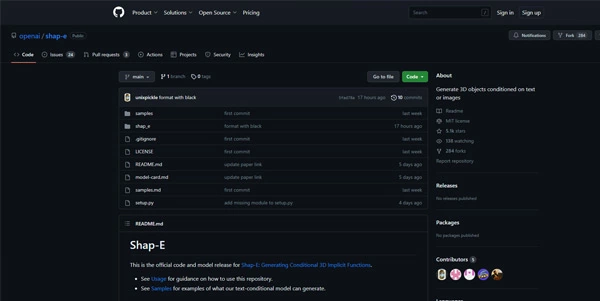 Product Solutions Open Source Pricing Search / Sign in Sign up
openai / shap-e Public Notifications Fork 284
Code Issues 24 Pull requests 3 Actions Projects Security Insights
main 1 branch 0 tags Go to file Code About
Generate 3D objects conditioned on text or images
unixpickle format with black 17 hours ago 10 commits
samples first commit last week
shap_e format with black 17 hours ago
.gitignore first commit last week
LICENSE first commit last week
README.md update paper link 5 days ago
model-card.md update paper link 5 days ago
samples.md first commit last week
setup.py add missing module to setup.py 4 days ago
Readme
MIT license
5.1k stars
watching
284 forks
Report repository
Releases
No releases published
Packages
No packages published
Contributors 5
README.md
Shap-E
This is the official code and model release for Shap-E: Generating Conditional 3D Implicit Functions.
See Usage for guidance on how to use this repository.
See Samples for examples of what our text-conditional model can generate.